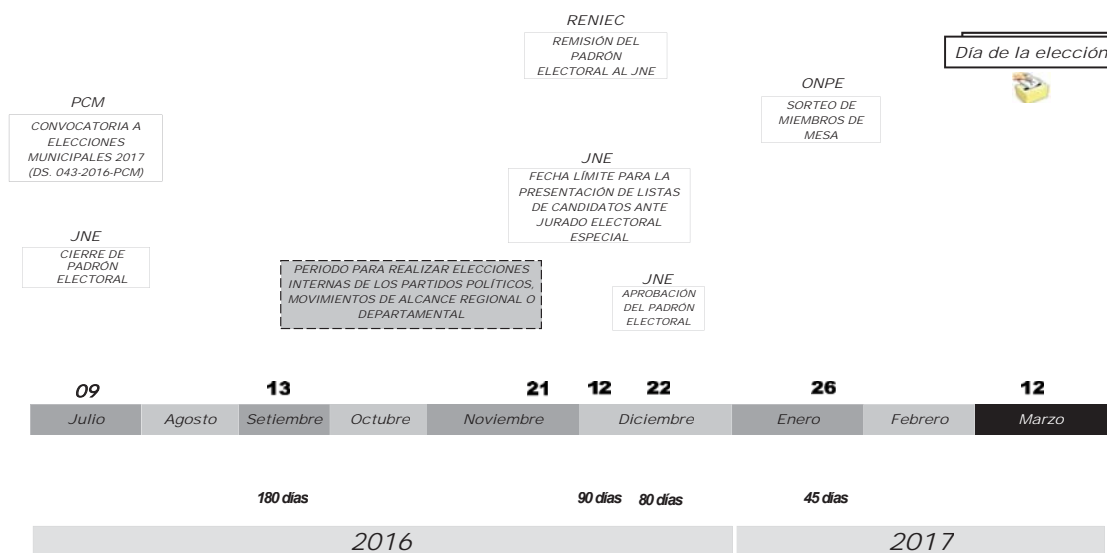 RENIEC
REMISIÓN DEL
PADRÓN
ELECTORAL AL JNE
Día de la elección
ONPE
SORTEO DE
MIEMBROS DE
MESA
PCM
CONVOCATORIA A
ELECCIONES
MUNICIPALES 2017
(DS. 043-2016-PCM)
JNE
FECHA LÍMITE PARA LA
PRESENTACIÓN DE LISTAS
DE CANDIDATOS ANTE
JURADO ELECTORAL
ESPECIAL
JNE
CIERRE DE
PADRÓN
ELECTORAL
PERIODO PARA REALIZAR ELECCIONES
INTERNAS DE LOS PARTIDOS POLÍTICOS,
MOVIMIENTOS DE ALCANCE REGIONAL O
DEPARTAMENTAL
JNE
APROBACIÓN
DEL PADRÓN
ELECTORAL
09 13 21 12 22 26 12
Julio Agosto Setiembre Octubre Noviembre Diciembre Enero Febrero Marzo
180 días 90 días 80 días 45 días
2016 2017